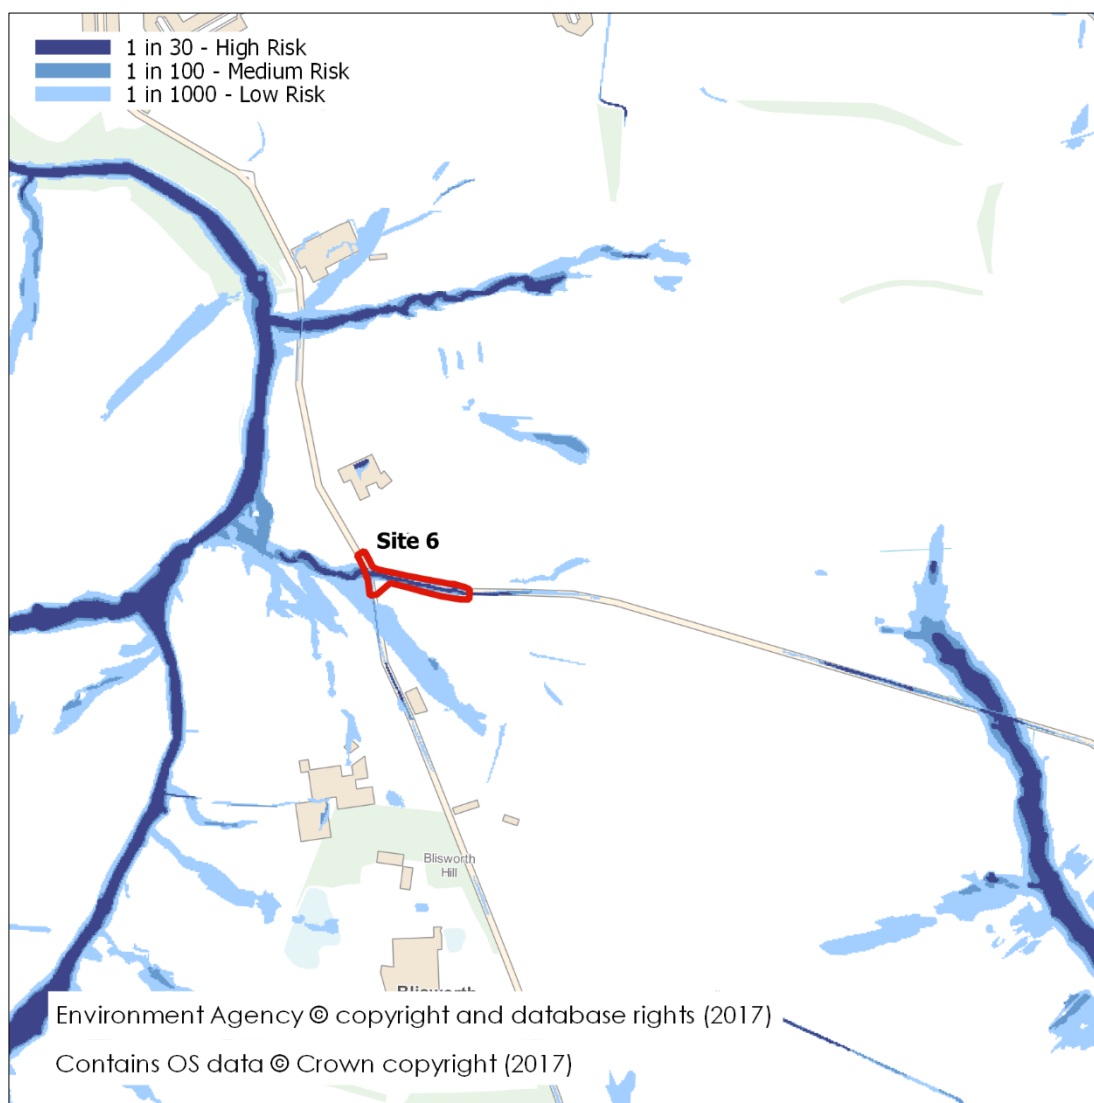 1 in 30 - High Risk
1 in 100 - Medium Risk
1 in 1000 - Low Risk
Site 6
Blisworth
Hill
Blisworth
Environment Agency © copyright and database rights (2017)
Contains OS data © Crown copyright (2017)